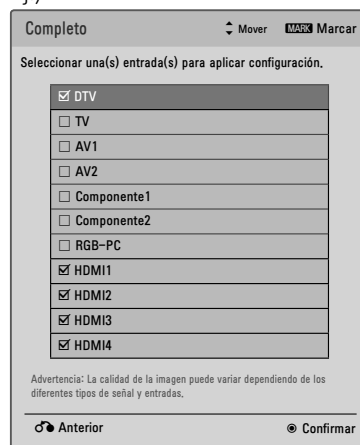 Completo Mover MARK Marcar
Seleccionar una(s) entrada(s) para aplicar configuración.
DTV
TV
AV1
AV2
Componente1
Componente2
RGB-PC
HDMI1
HDMI2
HDMI3
HDMI4
Advertencia: La calidad de la imagen puede variar dependiendo de los
diferentes tipos de señal y entradas.
Anterior Confirmar